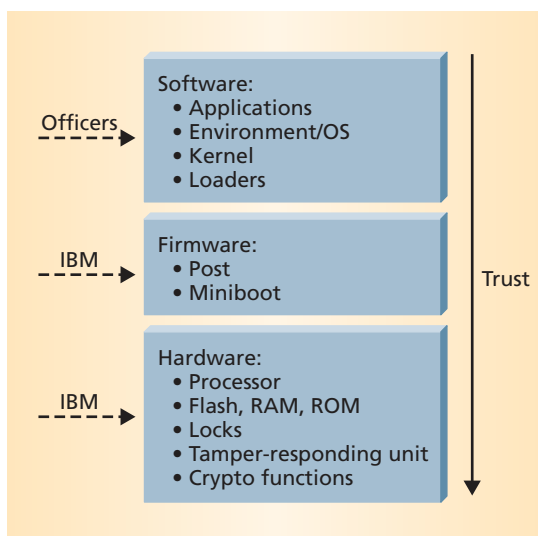 Software:
• Applications
Officers
• Environment/OS
• Kernel
• Loaders
Firmware:
IBM
• Post
• Miniboot
Trust
Hardware:
• Processor
IBM
• Flash, RAM, ROM
• Locks
• Tamper-responding unit
• Crypto functions